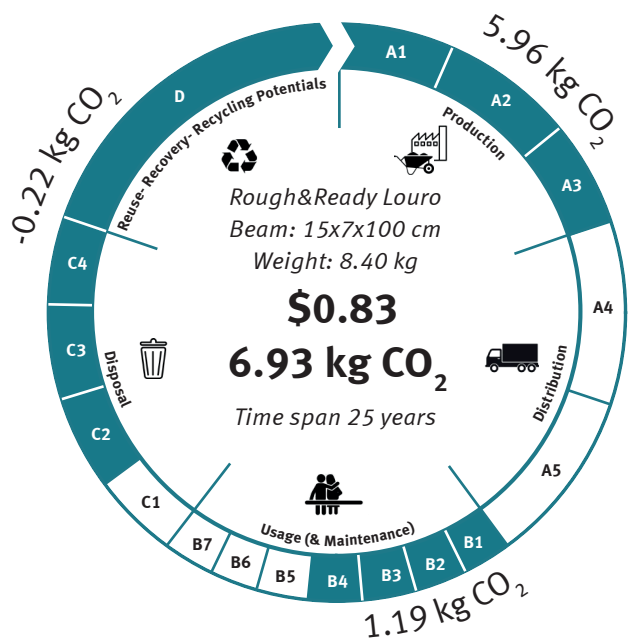 A1
A2
A3
A4
A5
B1
B2
B3
B4
B5
B6
B7
C1
C2
C3
C4
D
5.96 kg CO₂
1.19 kg CO₂
-0.22 kg CO₂
Production
Distribution
Usage (& Maintenance)
Disposal
Reuse- Recovery- Recycling Potentials
Rough&Ready Louro
Beam: 15x7x100 cm
Weight: 8.40 kg
$0.83
6.93 kg CO₂
Time span 25 years